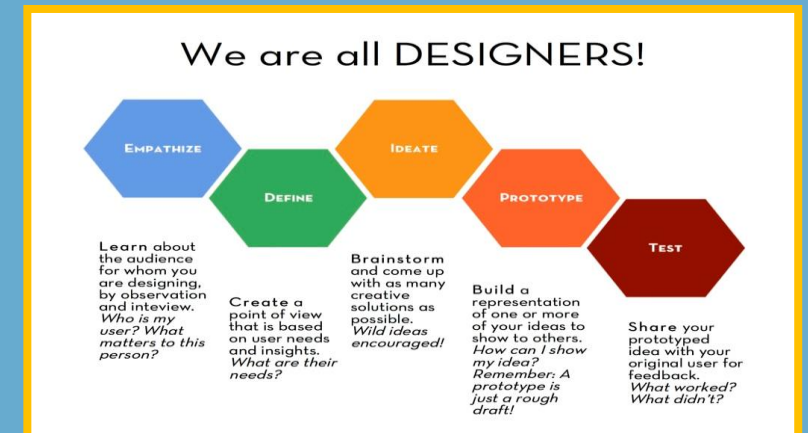 We are all DESIGNERS!
EMPATHIZE
DEFINE
IDEATE
PROTOTYPE
TEST
Learn about
the audience
for whom you
are designing,
by observation
and inteview.
Who is my
user? What
matters to this
person?
Create a
point of view
that is based
on user needs
and insights.
What are their
needs?
Brainstorm
and come up
with as many
creative
solutions as
possible.
Wild ideas
encouraged!
Build a
representation
of one or more
of your ideas to
show to others.
How can I show
my idea?
Remember: A
prototype is
just a rough
draft!
Share your
prototyped
idea with your
original user for
feedback.
What worked?
What didn't?